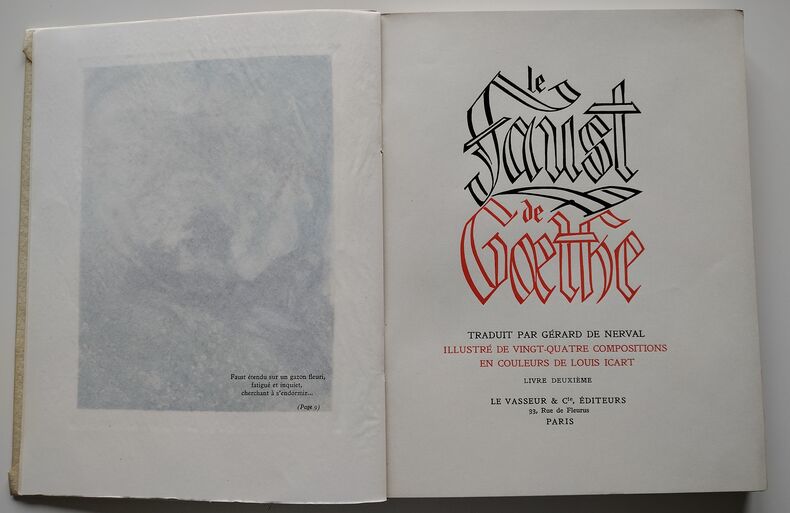 Faust étendu sur un gazon fleuri,
fatigué et inquiet,
cherchant à s'endormir...
(Page 9)
le
Faust
de
Gœthe
TRADUIT PAR GÉRARD DE NERVAL
ILLUSTRÉ DE VINGT-QUATRE COMPOSITIONS
EN COULEURS DE LOUIS ICART
LIVRE DEUXIÈME
LE VASSEUR & Cie, ÉDITEURS
33, Rue de Fleurus
PARIS